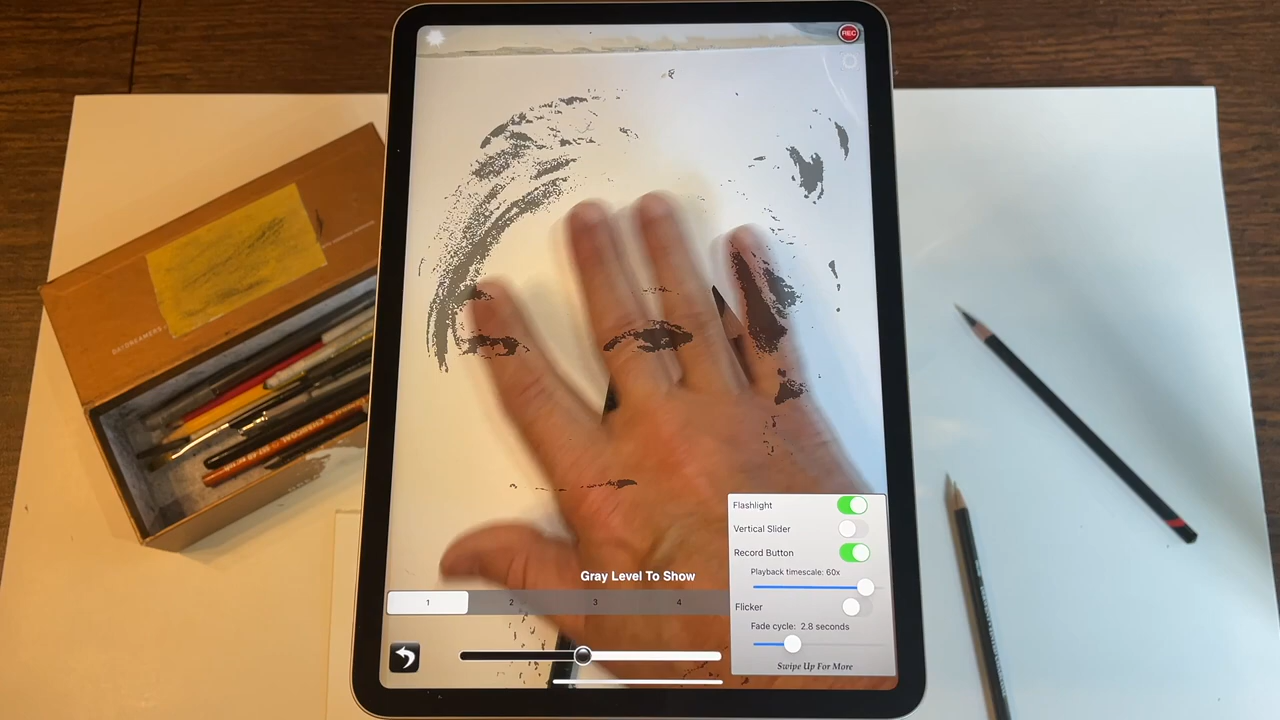 REC
Flashlight
Vertical Slider
Record Button
Playback timescale: 60x
Flicker
Fade cycle: 2.8 seconds
Swipe Up For More
Gray Level To Show
1 2 3 4
CHARCOAL